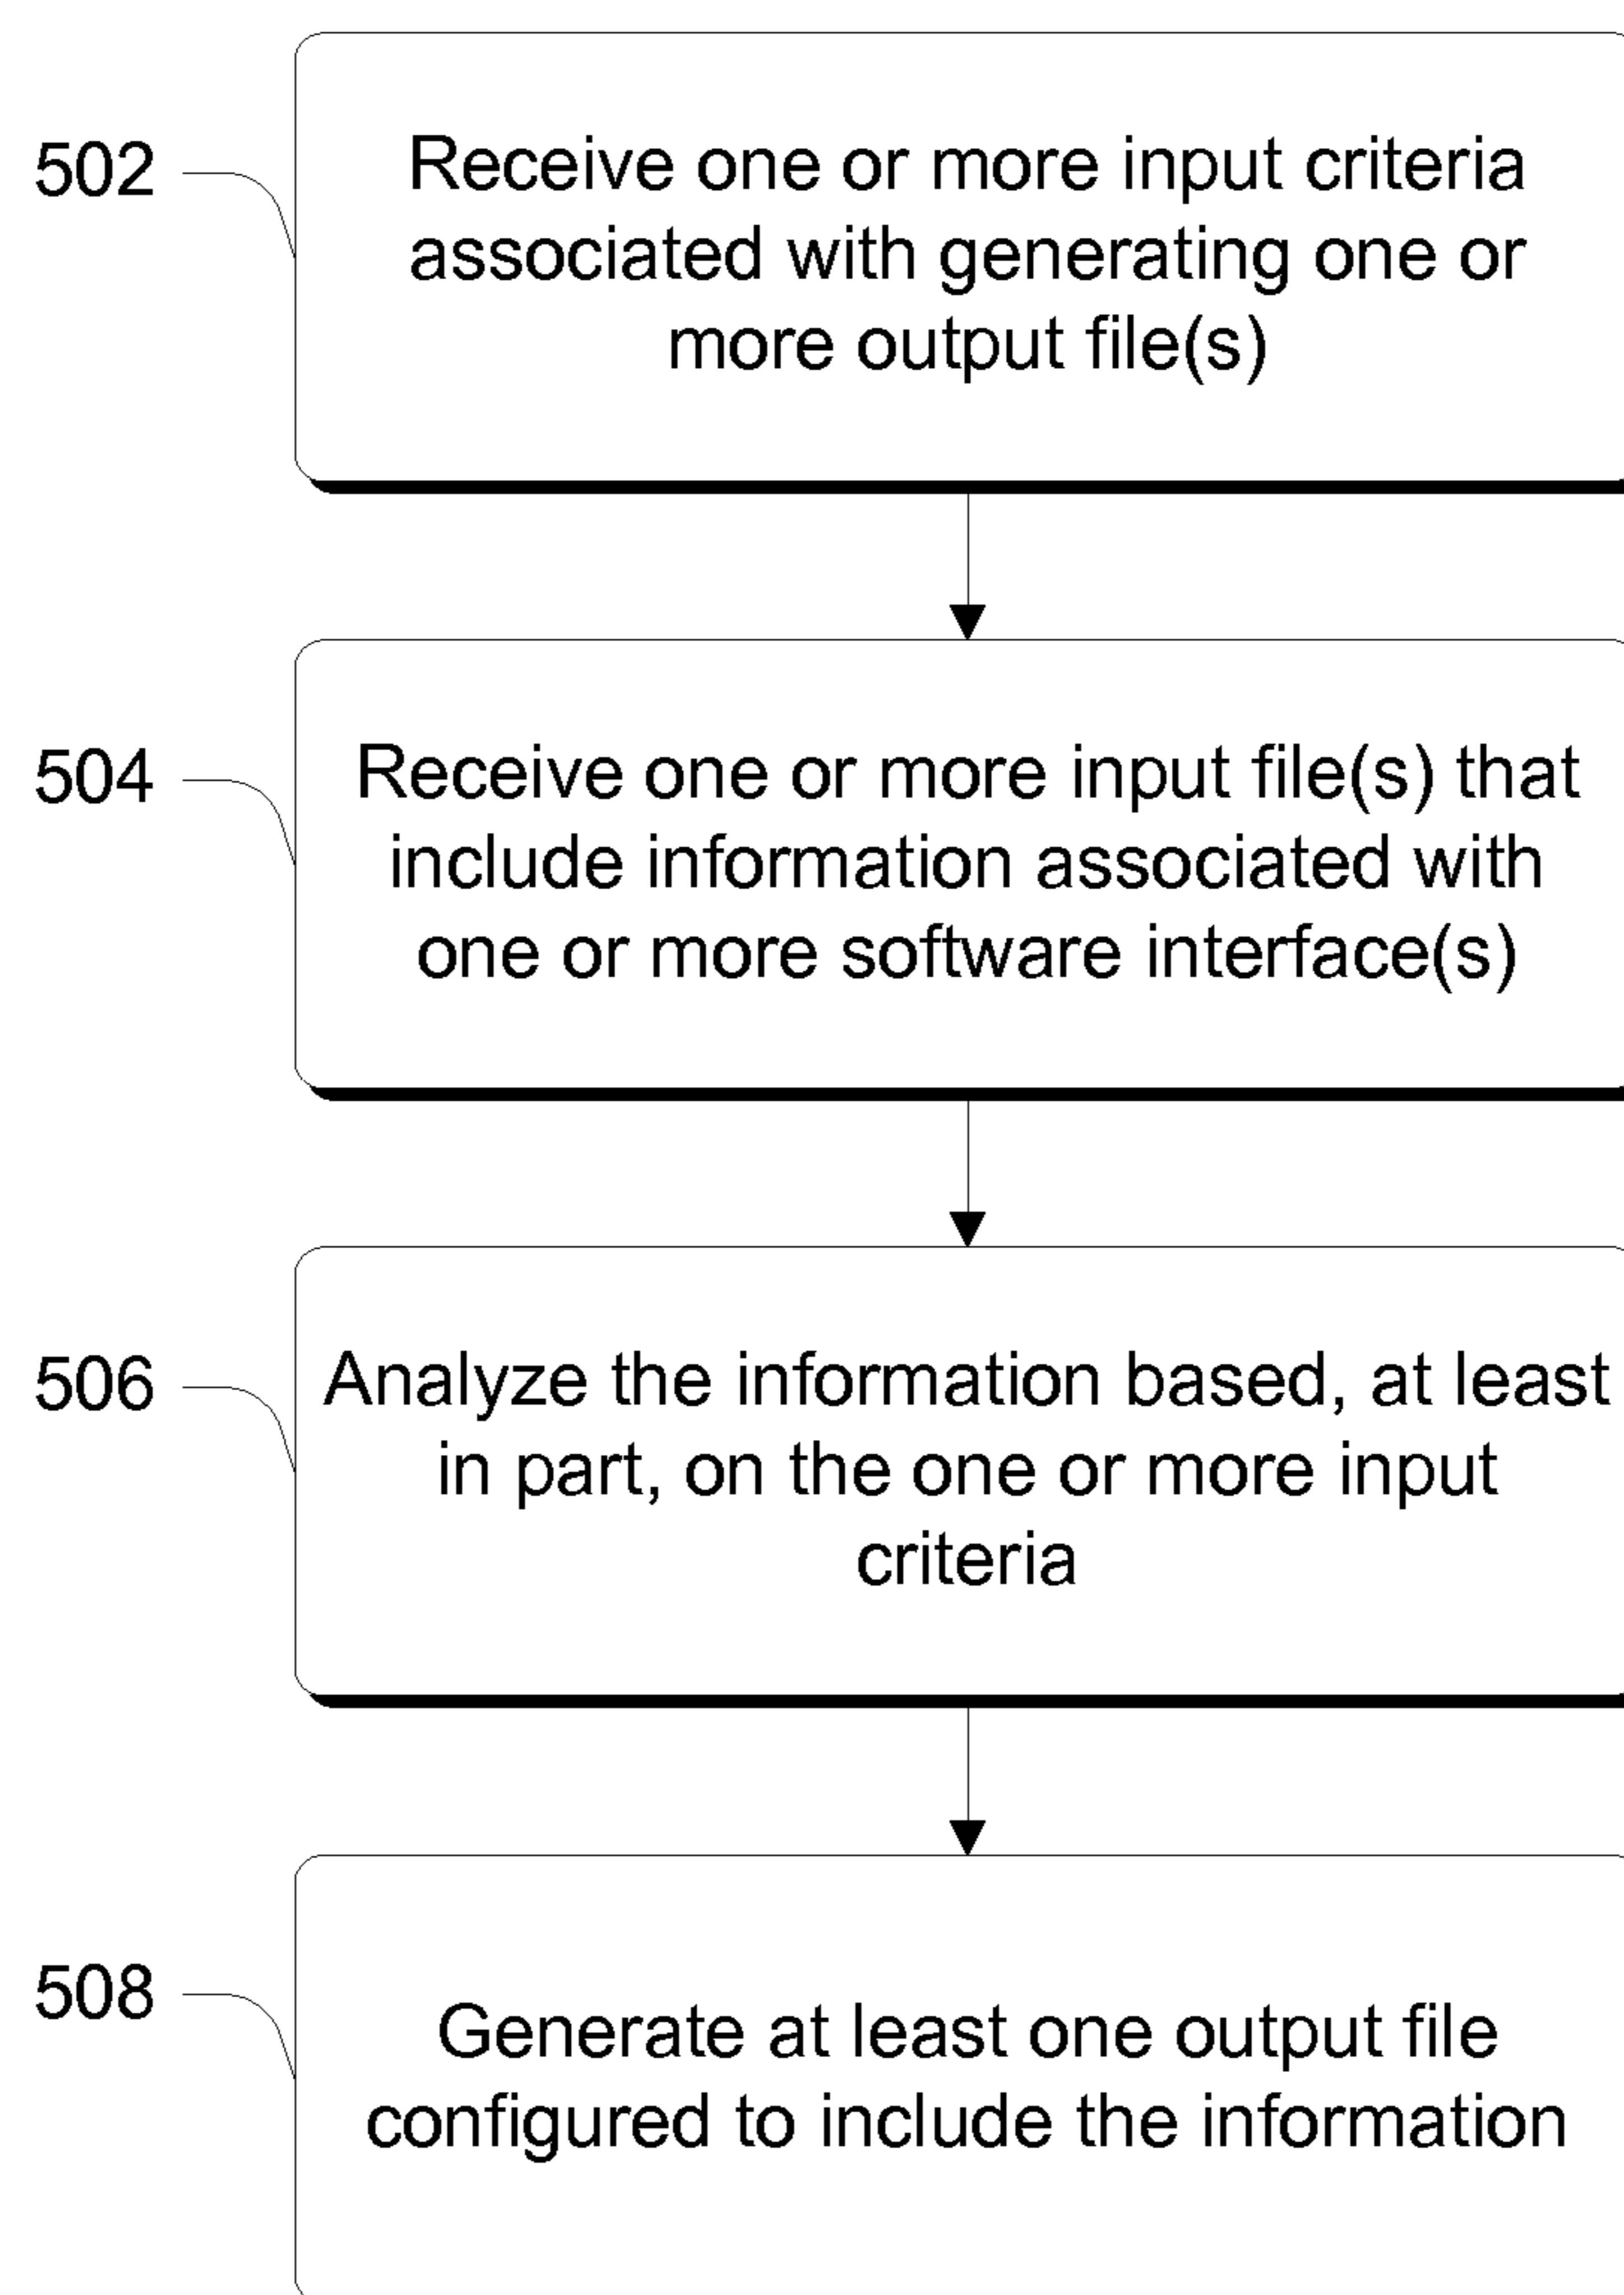 502
Receive one or more input criteria
associated with generating one or
more output file(s)
504
Receive one or more input file(s) that
include information associated with
one or more software interface(s)
506
Analyze the information based, at least
in part, on the one or more input
criteria
508
Generate at least one output file
configured to include the information